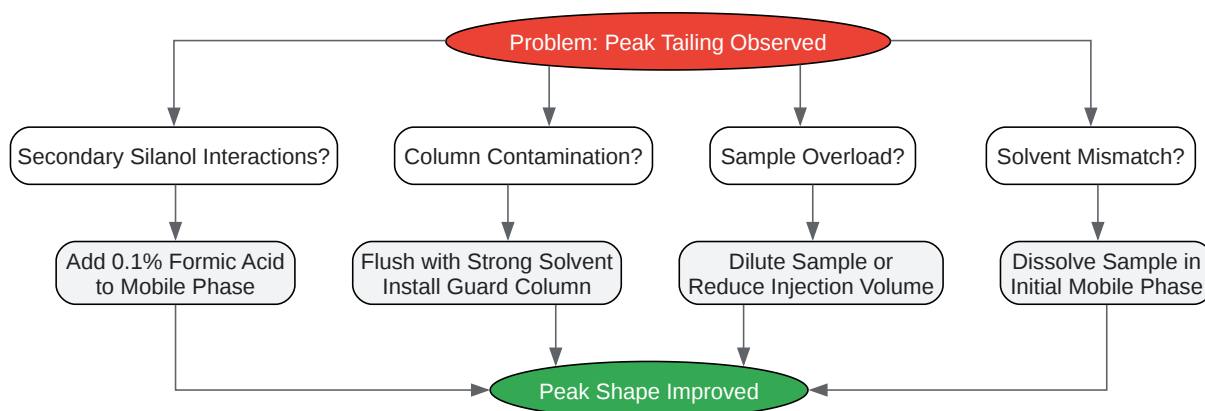 Problem: Peak Tailing Observed
Secondary Silanol Interactions?
Column Contamination?
Sample Overload?
Solvent Mismatch?
Add 0.1% Formic Acid
to Mobile Phase
Flush with Strong Solvent
Install Guard Column
Dilute Sample or
Reduce Injection Volume
Dissolve Sample in
Initial Mobile Phase
Peak Shape Improved